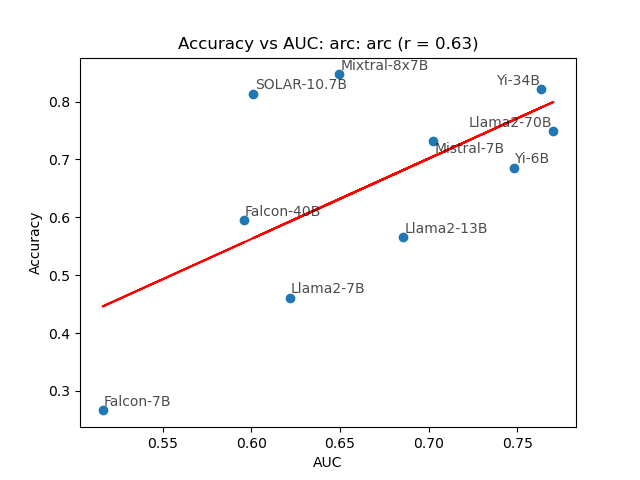 Accuracy vs AUC: arc: arc (r = 0.63)
Mixtral-8x7B
SOLAR-10.7B
Yi-34B
Llama2-70B
Mistral-7B
Yi-6B
Falcon-40B
Llama2-13B
Llama2-7B
Falcon-7B
Accuracy
0.8
0.7
0.6
0.5
0.4
0.3
0.55
0.60
0.65
0.70
0.75
AUC